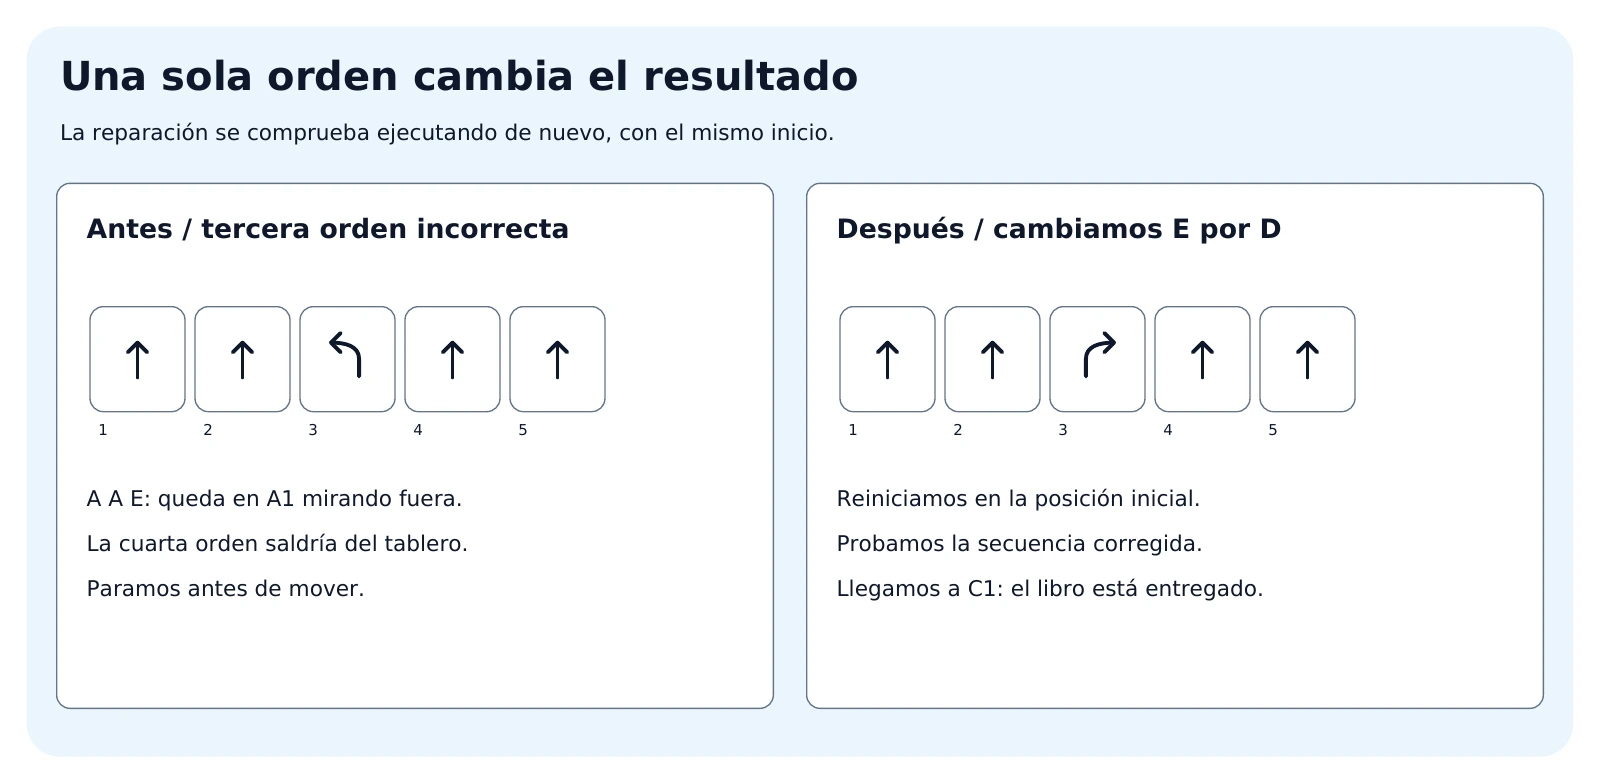 Una sola orden cambia el resultado
La reparación se comprueba ejecutando de nuevo, con el mismo inicio.
Antes / tercera orden incorrecta
1 2 3 4 5
A A E: queda en A1 mirando fuera.
La cuarta orden saldría del tablero.
Paramos antes de mover.
Después / cambiamos E por D
1 2 3 4 5
Reiniciamos en la posición inicial.
Probamos la secuencia corregida.
Llegamos a C1: el libro está entregado.